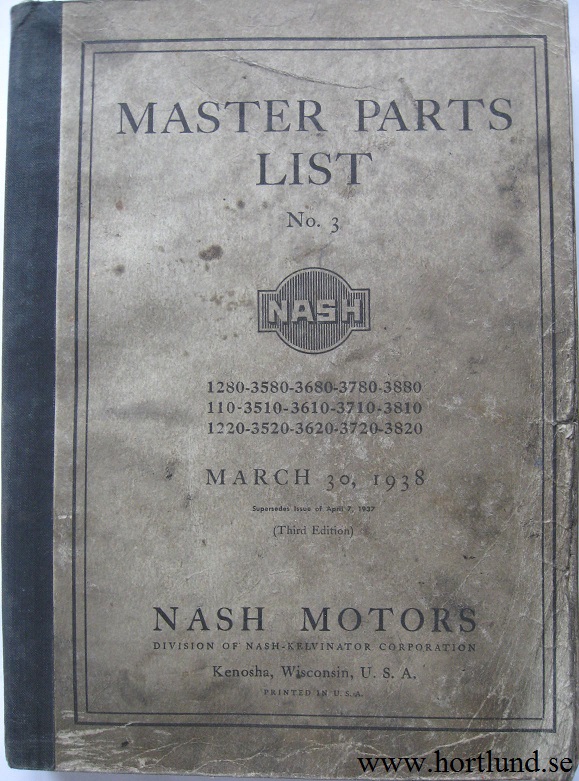 MASTER PARTS
LIST
No. 3
NASH
1280-3580-3680-3780-3880
110-3510-3610-3710-3810
1220-3520-3620-3720-3820
MARCH 30, 1938
Supersedes Issue of April 7, 1937
(Third Edition)
NASH MOTORS
DIVISION OF NASH-KELVINATOR CORPORATION
Kenosha, Wisconsin, U. S. A.
PRINTED IN U. S. A.
www.hortlund.se